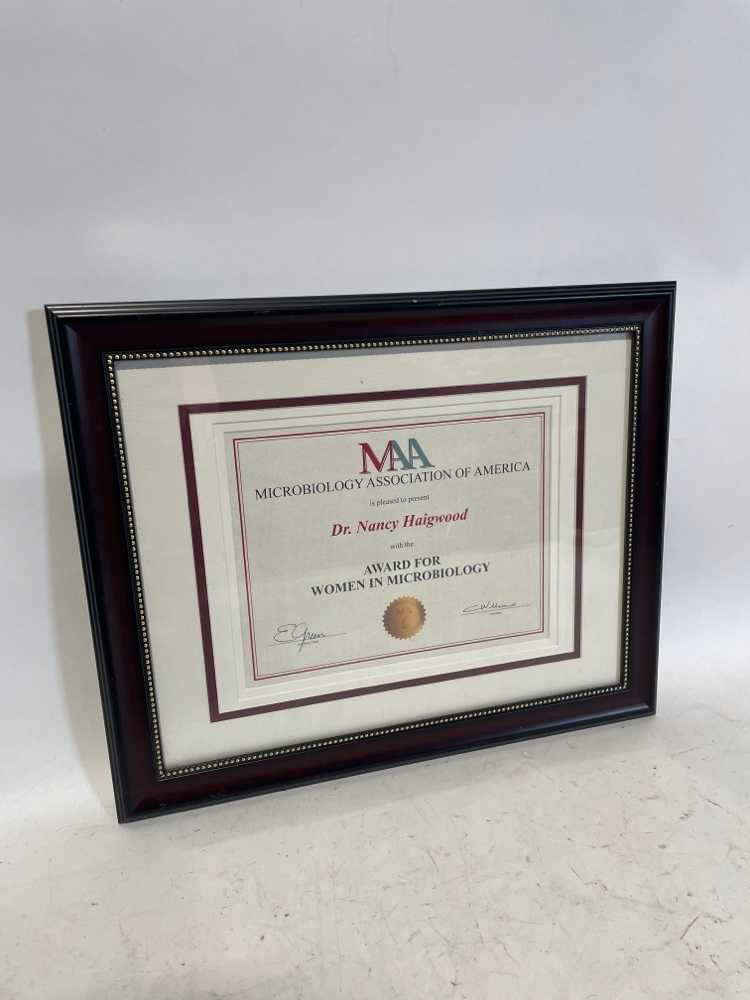 MAA
MICROBIOLOGY ASSOCIATION OF AMERICA
is pleased to present
Dr. Nancy Haigwood
with the
AWARD FOR
WOMEN IN MICROBIOLOGY
E Green